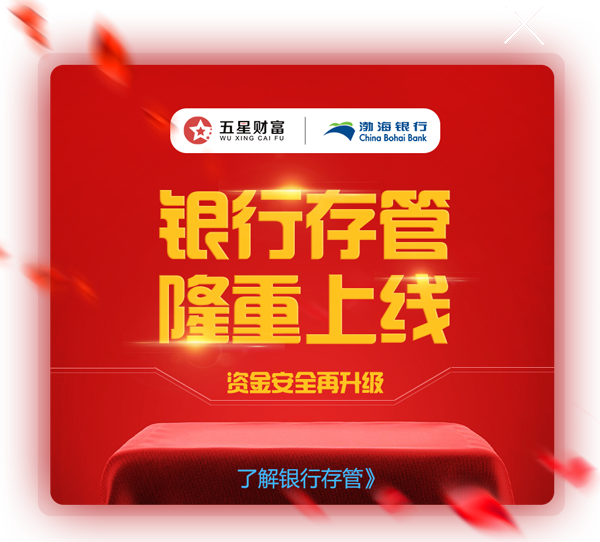 五星财富
WU XING CAI FU
渤海银行
China Bohai Bank
银行存管
隆重上线
资金安全再升级
了解银行存管》